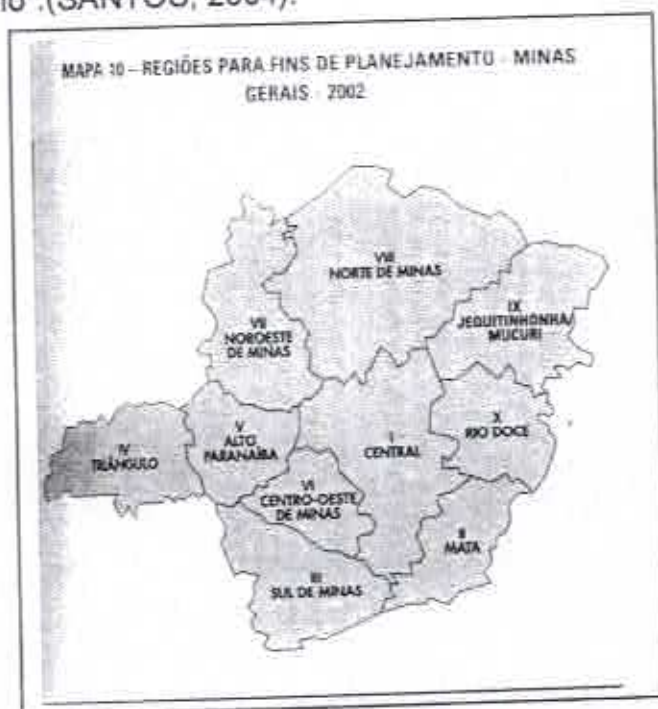 .(SANTOS, 2004).
MAPA 10 – REGIÕES PARA FINS DE PLANEJAMENTO - MINAS
GERAIS - 2002
VIII
NORTE DE MINAS
IX
JEQUITINHONHA/
MUCURI
VII
NOROESTE
DE MINAS
X
RIO DOCE
V
ALTO
PARANAÍBA
I
CENTRAL
IV
TRIÂNGULO
VI
CENTRO-OESTE
DE MINAS
II
MATA
III
SUL DE MINAS